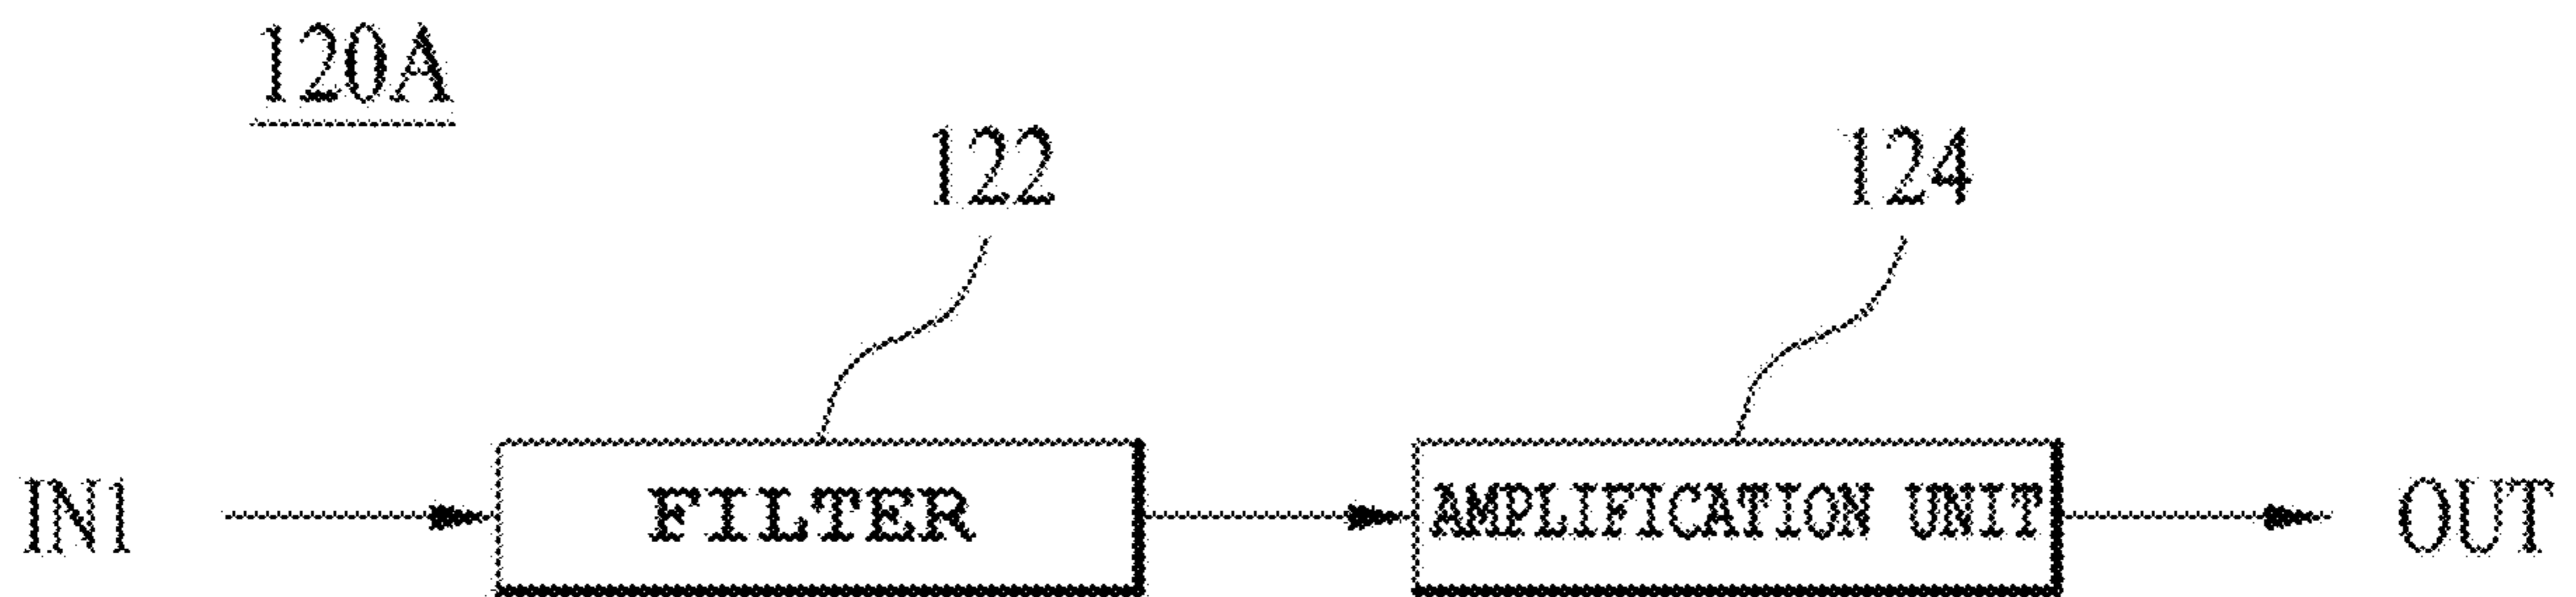 120A
122
124
IN1
FILTER
AMPLIFICATION UNIT
OUT